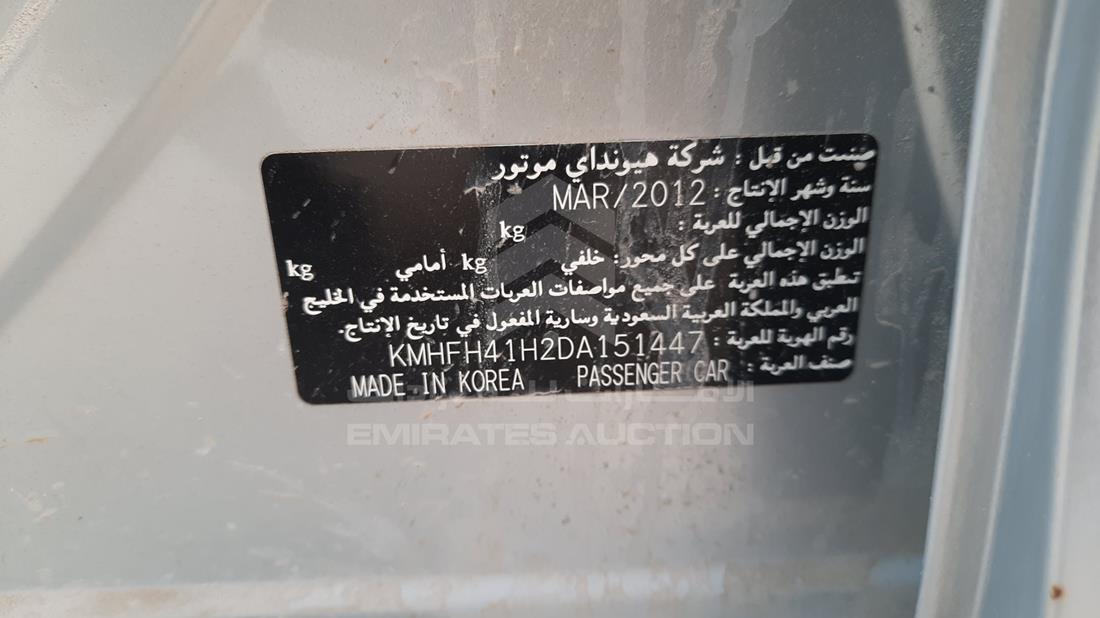 صنعت من قبل : شركة هيونداي موتور
سنة وشهر الإنتاج : MAR/2012
الوزن الإجمالي للعربة : kg
الوزن الإجمالي على كل محور: خلفي kg أمامي kg
تطبق هذه العربة على جميع مواصفات العربات المستخدمة في الخليج
العربي والمملكة العربية السعودية وسارية المفعول في تاريخ الإنتاج.
رقم الهوية للعربة : KMHFH41H2DA151447
صنف العربة : PASSENGER CAR MADE IN KOREA
الإمارات للمزادات
EMIRATES AUCTION